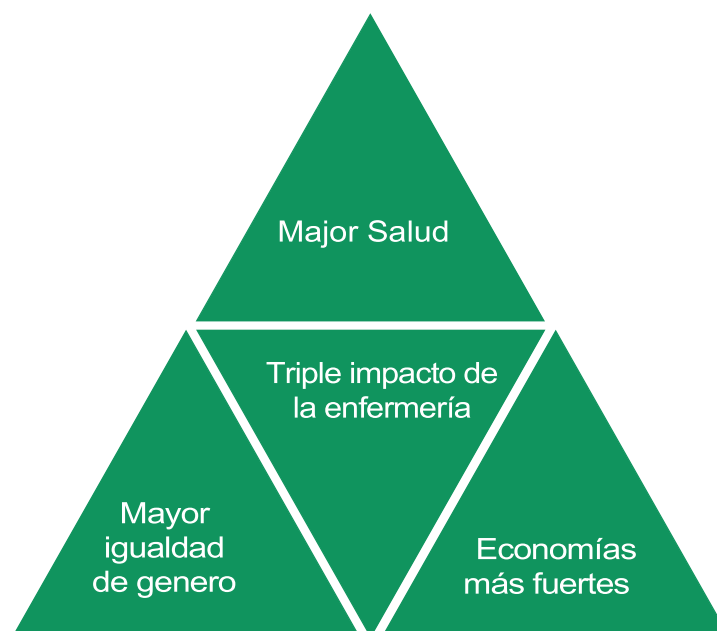 Major Salud
Triple impacto de
la enfermería
Mayor
igualdad
de genero
Economías
más fuertes